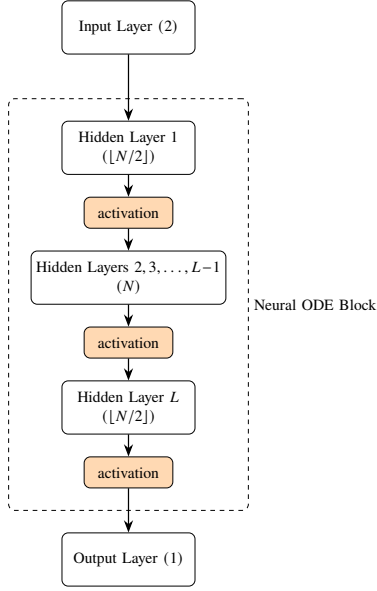 Input Layer (2)
Hidden Layer 1
(⌊N/2⌋)
activation
Hidden Layers 2, 3, . . . , L−1
(N)
Neural ODE Block
activation
Hidden Layer L
(⌊N/2⌋)
activation
Output Layer (1)